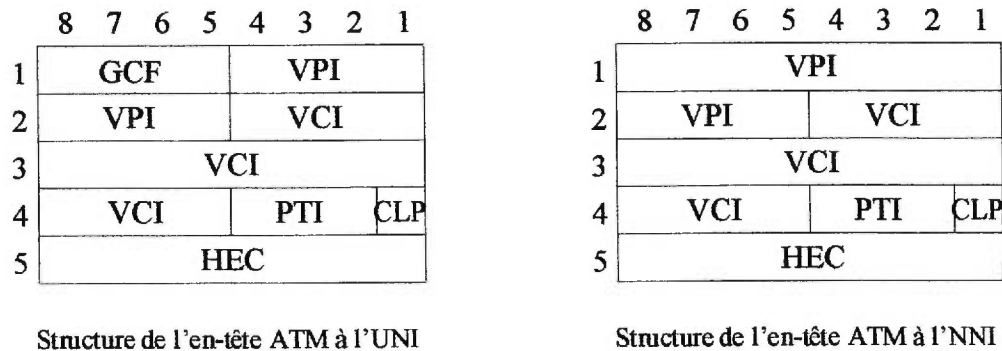 8 7 6 5 4 3 2 1
1 GCF VPI
2 VPI VCI
3 VCI
4 VCI PTI CLP
5 HEC
Structure de l'en-tête ATM à l'UNI
8 7 6 5 4 3 2 1
1 VPI
2 VPI VCI
3 VCI
4 VCI PTI CLP
5 HEC
Structure de l'en-tête ATM à l'NNI